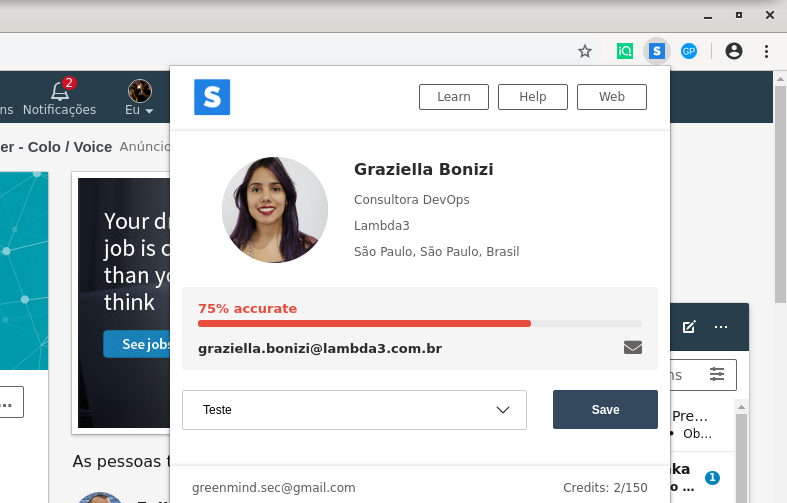 iQ S GP
2
ns Notificações Eu
S Learn Help Web
er - Colo / Voice Anúncio
Graziella Bonizi
Consultora DevOps
Lambda3
São Paulo, São Paulo, Brasil
Your
job is
than
think
See jobs
75% accurate
graziella.bonizi@lambda3.com.br
ns
...
Teste
Save
Pre...
• Ob...
As pessoas
ka
o ...
1
greenmind.sec@gmail.com
Credits: 2/150